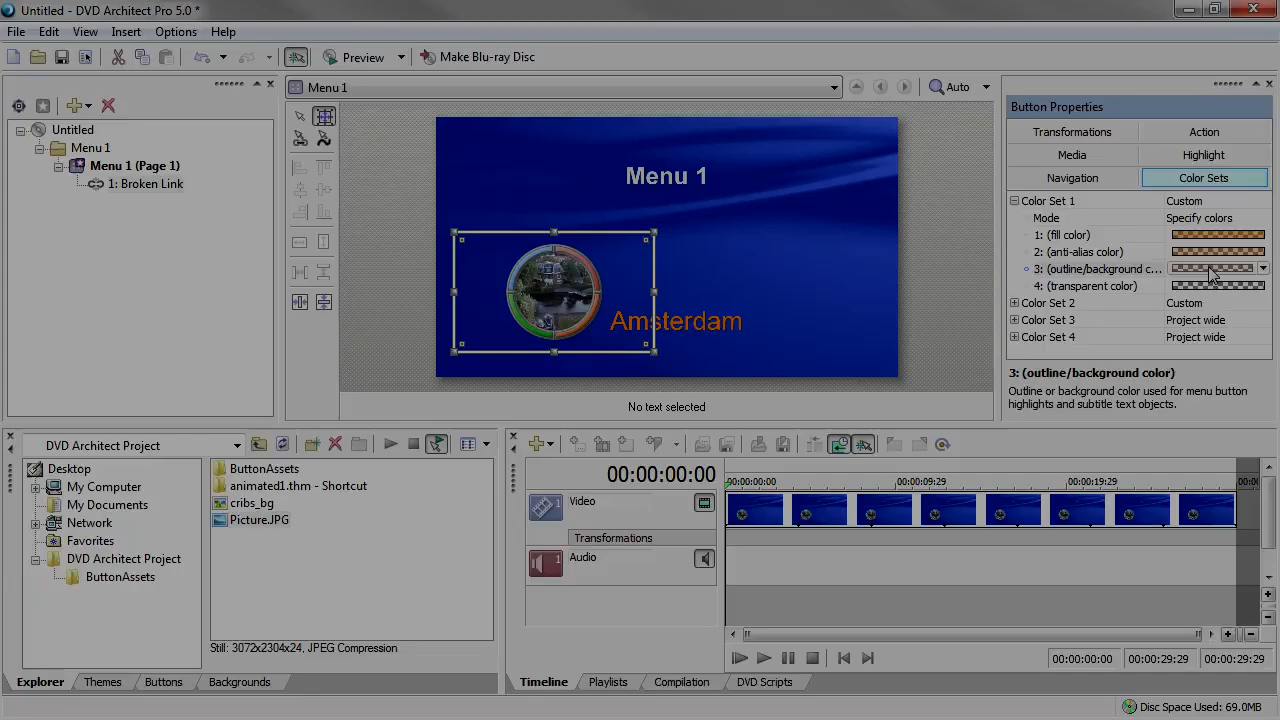 Untitled - DVD Architect Pro 5.0 *
File Edit View Insert Options Help
Preview Make Blu-ray Disc
Untitled
Menu 1
Menu 1 (Page 1)
1: Broken Link
Menu 1
Auto
Menu 1
Amsterdam
No text selected
Button Properties
Transformations Action
Media Highlight
Navigation Color Sets
Color Set 1 Custom
Mode Specify colors
1: (fill color)
2: (anti-alias color)
3: (outline/background c...
4: (transparent color)
Color Set 2 Custom
Color Set 3 Project wide
Color Set 4 Project wide
3: (outline/background color)
Outline or background color used for menu button
highlights and subtitle text objects.
DVD Architect Project
Desktop
My Computer
My Documents
Network
Favorites
DVD Architect Project
ButtonAssets
ButtonAssets
animated1.thm - Shortcut
cribs_bg
Picture.JPG
Still: 3072x2304x24, JPEG Compression
Explorer Themes Buttons Backgrounds
00:00:00:00
00:00:00:00 00:00:09:29 00:00:19:29 00:00
1 Video
Transformations
1 Audio
00:00:00:00 00:00:29:29 00:00:29:29
Timeline Playlists Compilation DVD Scripts
Disc Space Used: 69.0MB